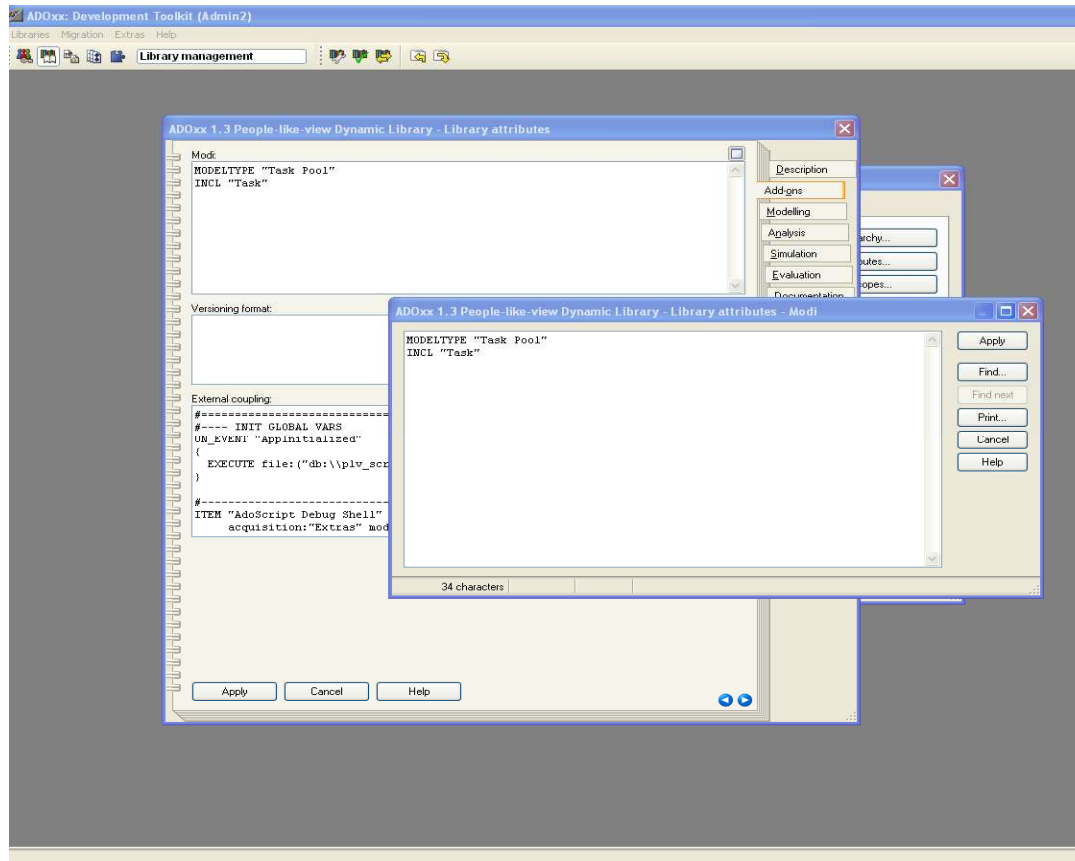 ADOxx: Development Toolkit (Admin2)
Libraries Migration Extras Help
Library management
ADOxx 1.3 People-like-view Dynamic Library - Library attributes
Modi:
MODELTYPE "Task Pool"
INCL "Task"
Description
Add-ons
Modelling
Analysis
Simulation
Evaluation
Documentation
Versioning format:
External coupling:
#---- INIT GLOBAL VARS
ON_EVENT "AppInitialized"
{
EXECUTE file:("db:\\plv_scr
}
ITEM "AdoScript Debug Shell"
acquisition:"Extras" mod
Apply
Cancel
Help
ADOxx 1.3 People-like-view Dynamic Library - Library attributes - Modi
MODELTYPE "Task Pool"
INCL "Task"
Apply
Find...
Find next
Print...
Cancel
Help
34 characters